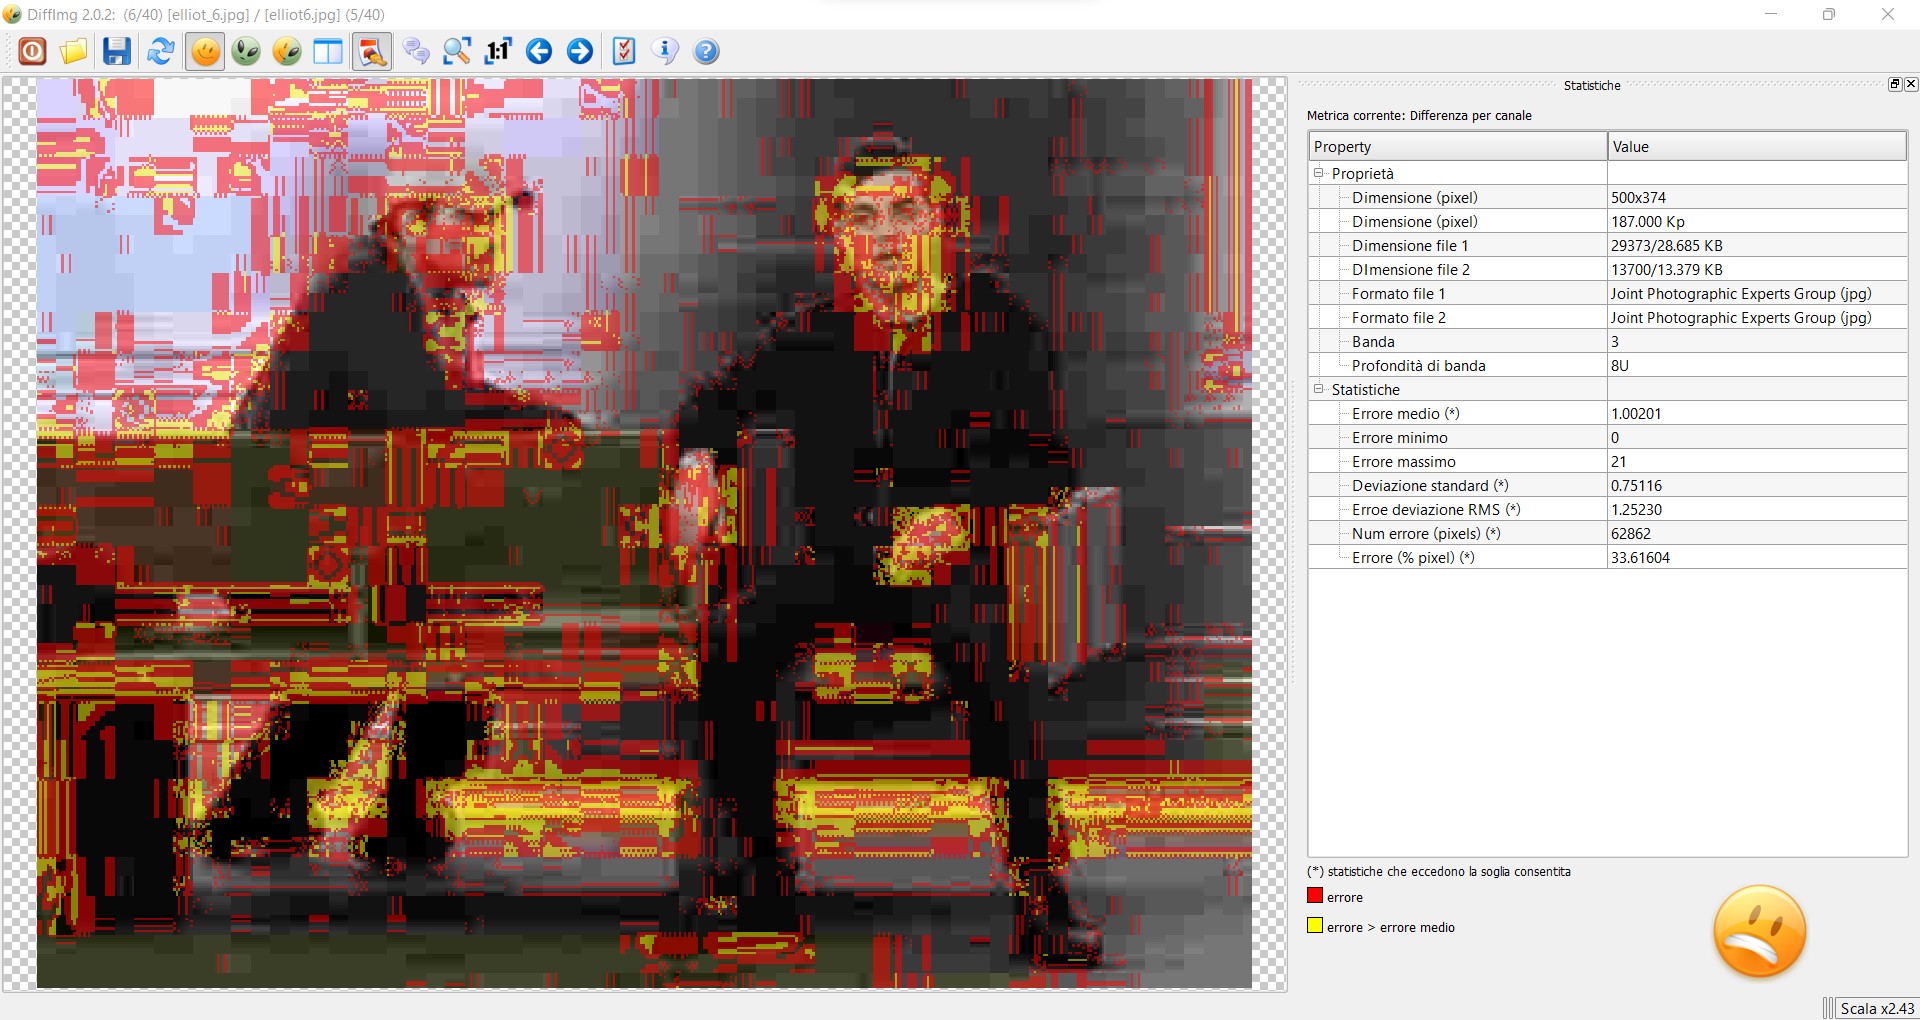 DiffImg 2.0.2: (6/40) [elliot_6.jpg] / [elliot6.jpg] (5/40)
1:1
Statistiche
Metrica corrente: Differenza per canale
Property Value
Proprietà
Dimensione (pixel) 500x374
Dimensione (pixel) 187.000 Kp
Dimensione file 1 29373/28.685 KB
DImensione file 2 13700/13.379 KB
Formato file 1 Joint Photographic Experts Group (jpg)
Formato file 2 Joint Photographic Experts Group (jpg)
Banda 3
Profondità di banda 8U
Statistiche
Errore medio (*) 1.00201
Errore minimo 0
Errore massimo 21
Deviazione standard (*) 0.75116
Erroe deviazione RMS (*) 1.25230
Num errore (pixels) (*) 62862
Errore (% pixel) (*) 33.61604
(*) statistiche che eccedono la soglia consentita
errore
errore > errore medio
Scala x2.43